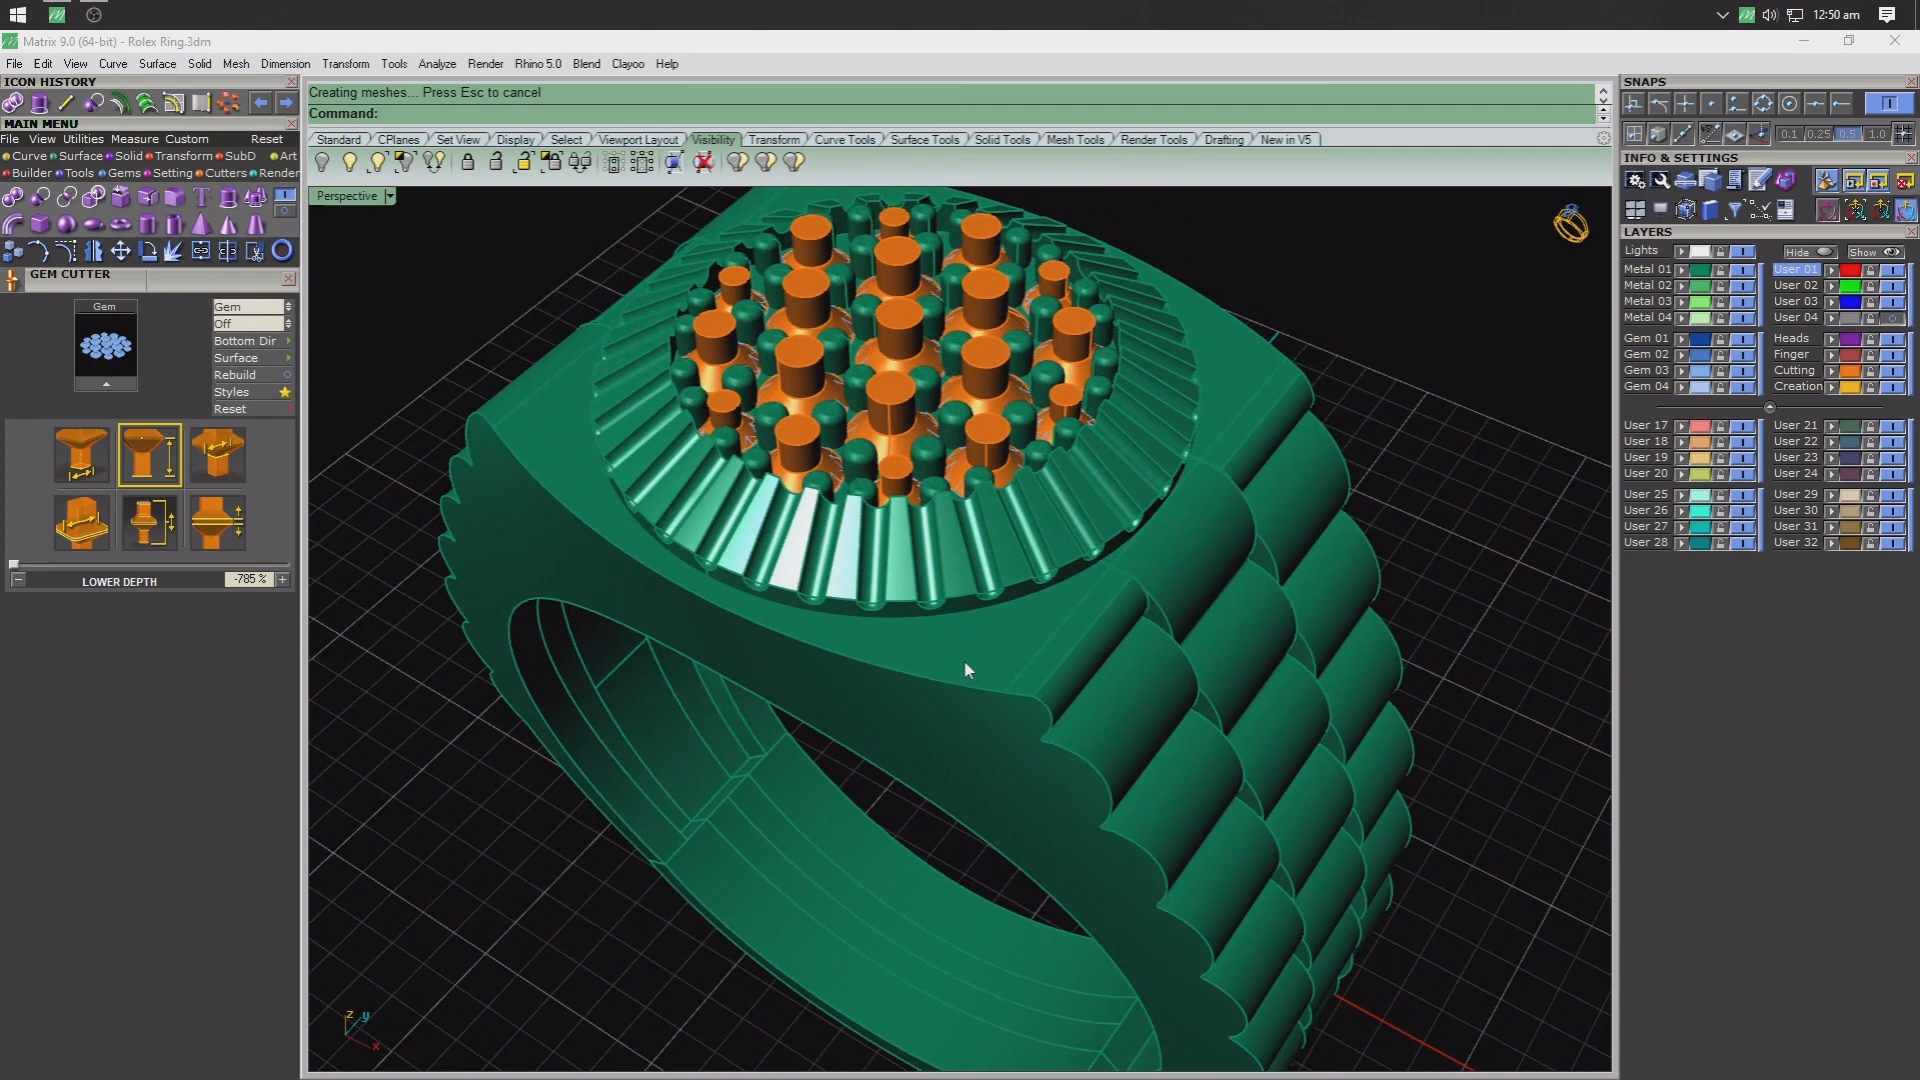 12:50 am
Matrix 9.0 (64-bit) - Rolex Ring.3dm
File Edit View Curve Surface Solid Mesh Dimension Transform Tools Analyze Render Rhino 5.0 Blend Clayoo Help
ICON HISTORY
MAIN MENU
File View Utilities Measure Custom Reset
Curve Surface Solid Transform SubD Art
Builder Tools Gems Setting Cutters Render
GEM CUTTER
Gem
Gem
Off
Bottom Dir
Surface
Rebuild
Styles
Reset
LOWER DEPTH -785 %
Creating meshes... Press Esc to cancel
Command:
Standard CPlanes Set View Display Select Viewport Layout Visibility Transform Curve Tools Surface Tools Solid Tools Mesh Tools Render Tools Drafting New in V5
Perspective
z y
x
SNAPS
0.1 0.25 0.5 1.0
INFO & SETTINGS
LAYERS
Lights Hide Show
Metal 01 User 01
Metal 02 User 02
Metal 03 User 03
Metal 04 User 04
Gem 01 Heads
Gem 02 Finger
Gem 03 Cutting
Gem 04 Creation
User 17 User 21
User 18 User 22
User 19 User 23
User 20 User 24
User 25 User 29
User 26 User 30
User 27 User 31
User 28 User 32